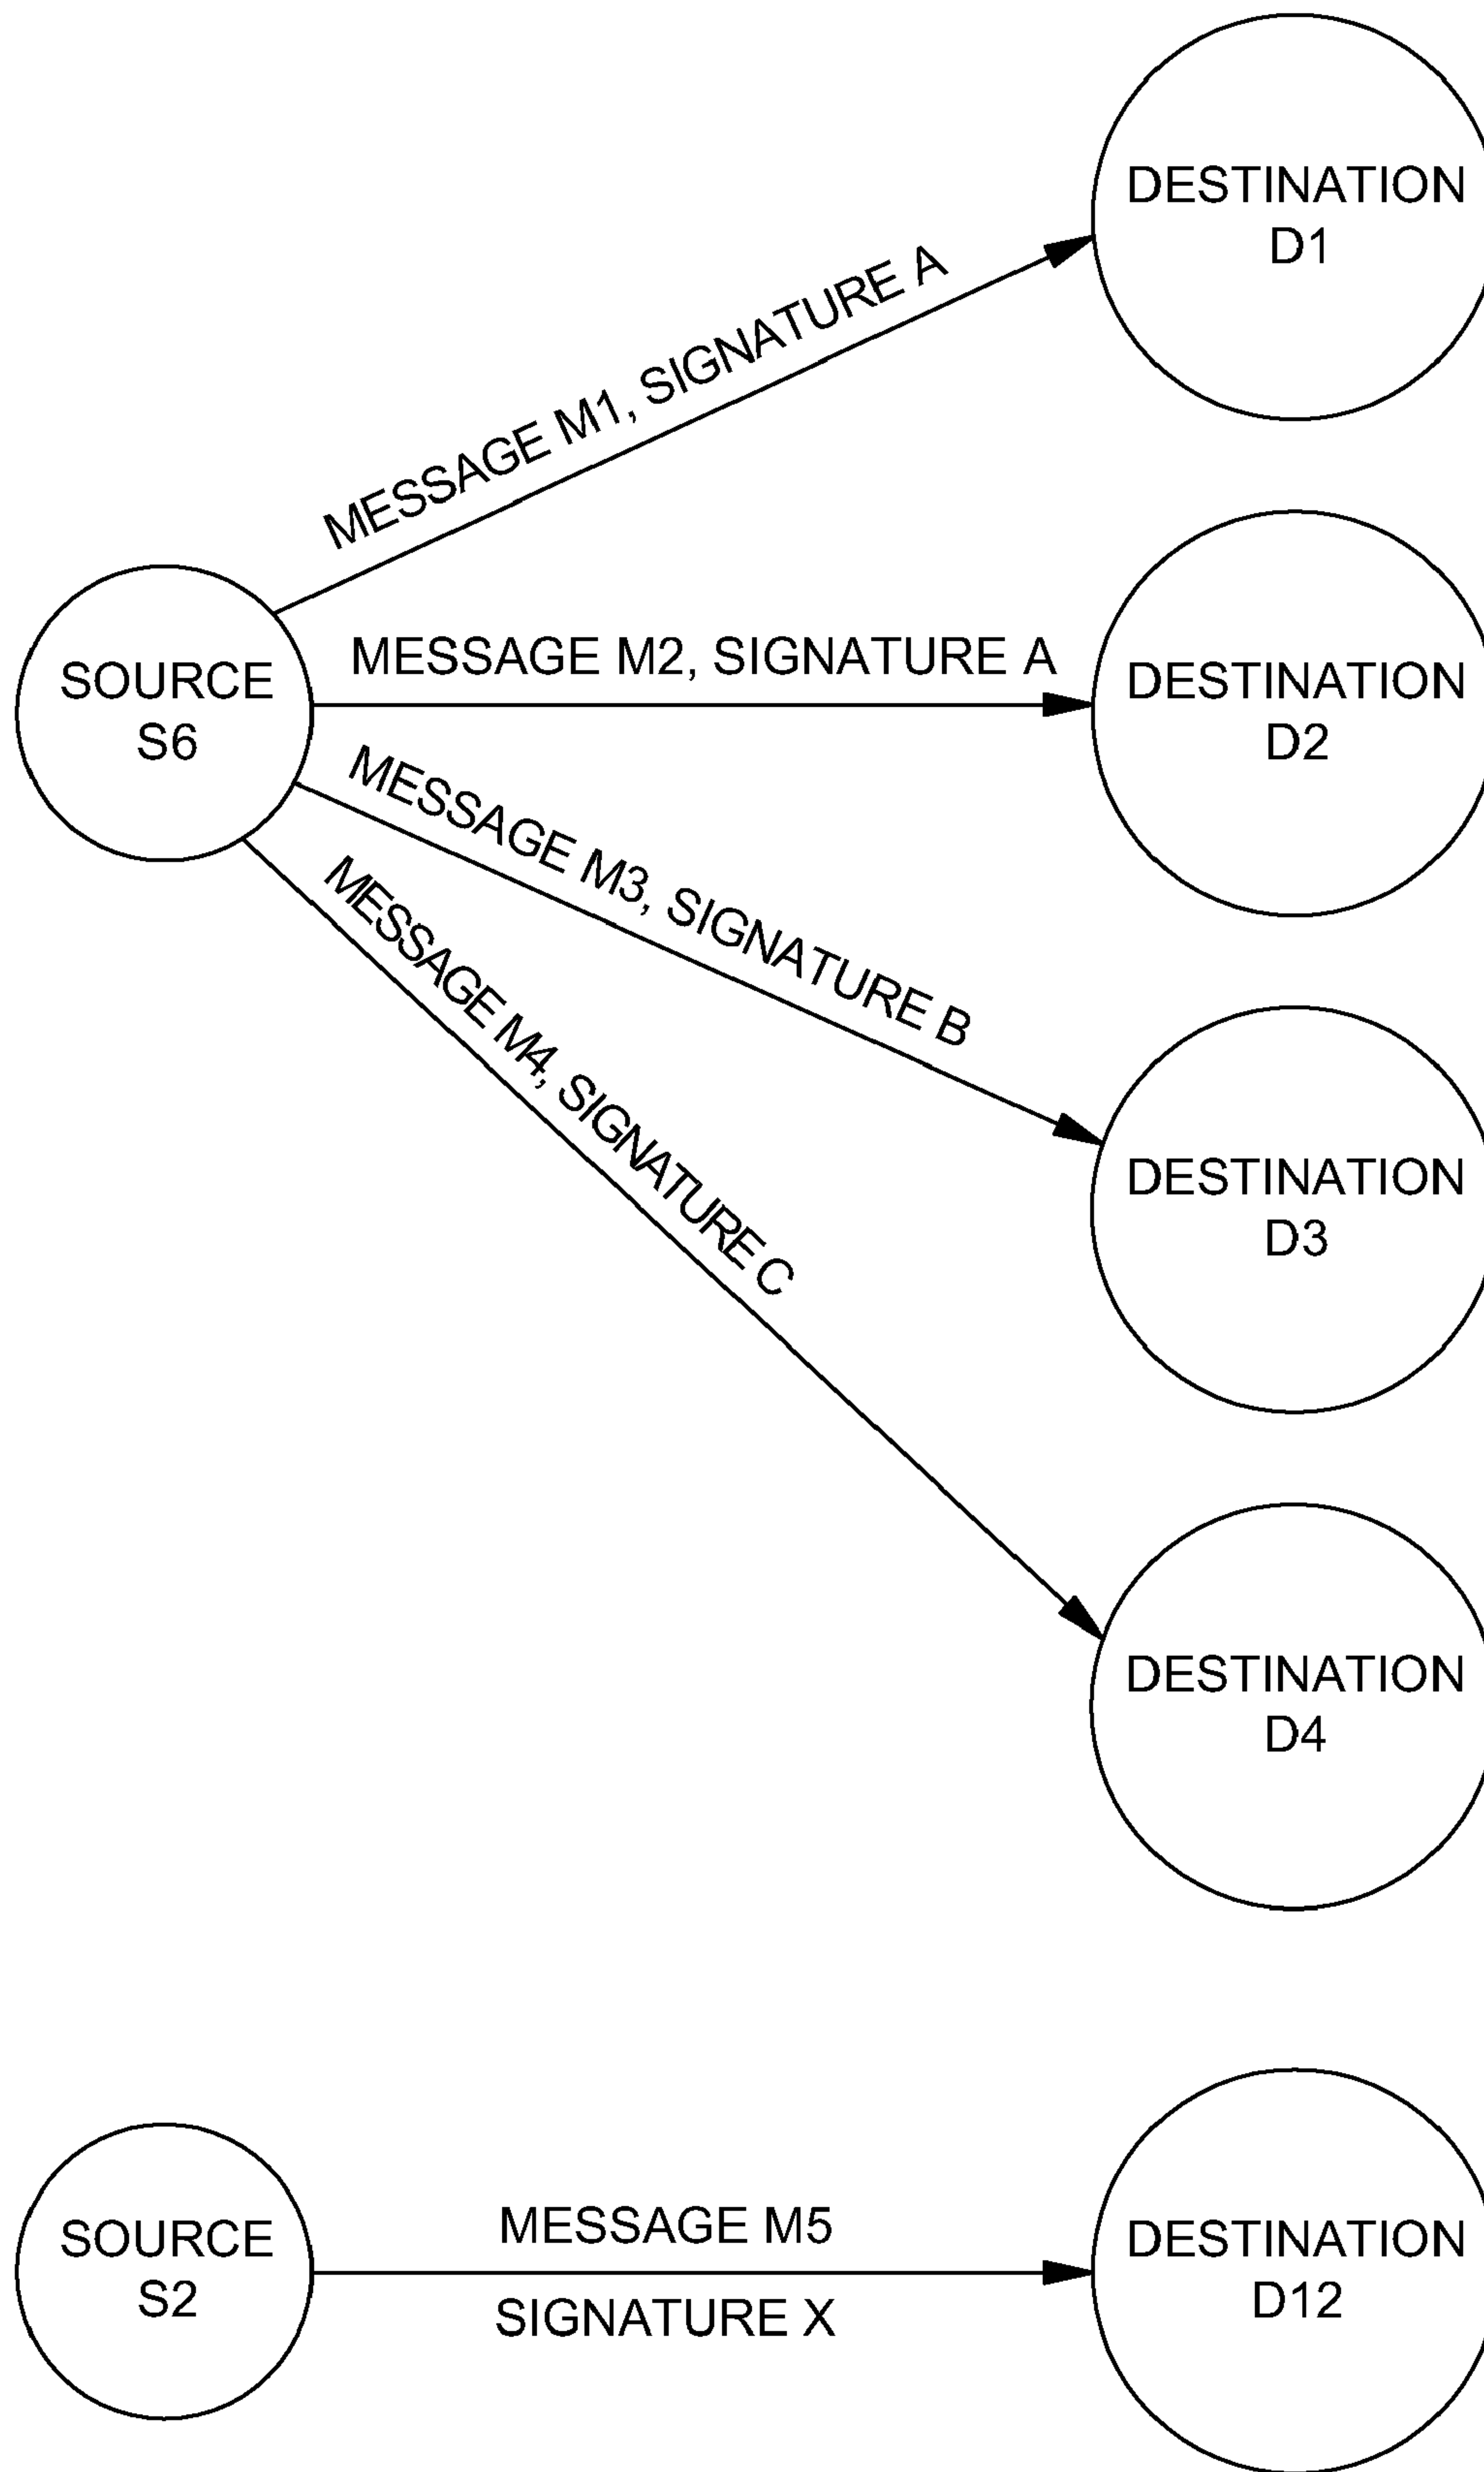 DESTINATION
D1
MESSAGE M1, SIGNATURE A
MESSAGE M2, SIGNATURE A
SOURCE
S6
DESTINATION
D2
MESSAGE M3, SIGNATURE B
MESSAGE M4, SIGNATURE C
DESTINATION
D3
DESTINATION
D4
SOURCE
S2
MESSAGE M5
SIGNATURE X
DESTINATION
D12